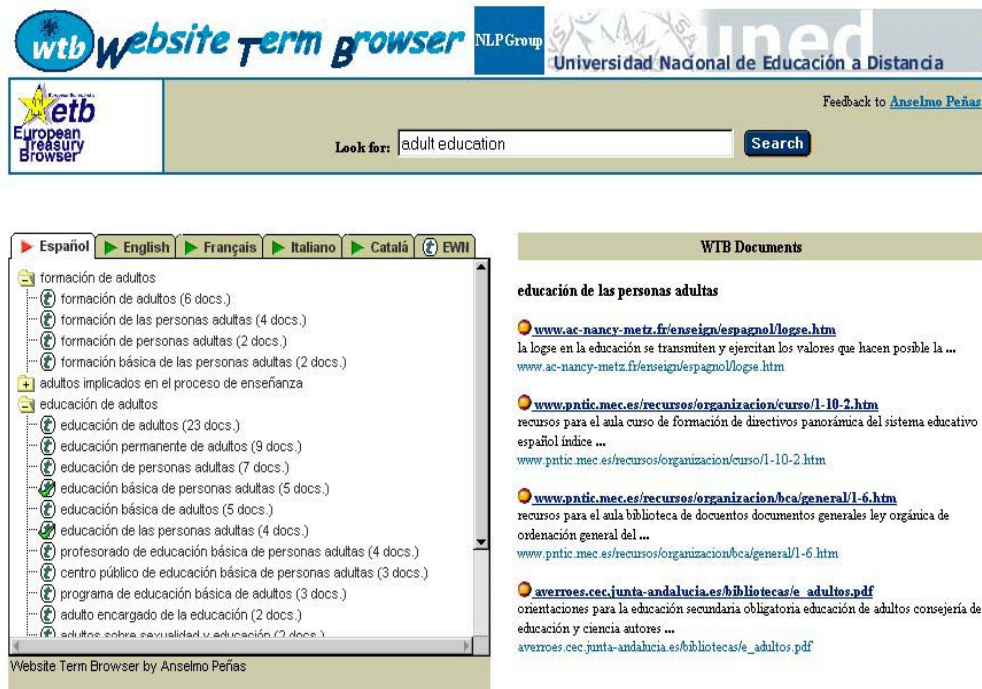 wtb Website Term Browser
NLPGroup
uned
Universidad Nacional de Educación a Distancia
etb
European
Treasury
Browser
Feedback to Anselmo Peñas
Look for: adult education Search
Español English Français Italiano Catalá EWN
formación de adultos
formación de adultos (6 docs.)
formación de las personas adultas (4 docs.)
formación de personas adultas (2 docs.)
formación básica de las personas adultas (2 docs.)
adultos implicados en el proceso de enseñanza
educación de adultos
educación de adultos (23 docs.)
educación permanente de adultos (9 docs.)
educación de personas adultas (7 docs.)
educación básica de personas adultas (5 docs.)
educación básica de adultos (5 docs.)
educación de las personas adultas (4 docs.)
profesorado de educación básica de personas adultas (4 docs.)
centro público de educación básica de personas adultas (3 docs.)
programa de educación básica de adultos (3 docs.)
adulto encargado de la educación (2 docs.)
adultos sobre sexualidad y educación (2 docs.)
Website Term Browser by Anselmo Peñas
WTB Documents
educación de las personas adultas
www.ac-nancy-metz.fr/enseign/espagnol/logse.htm
la logse en la educación se transmiten y ejercitan los valores que hacen posible la ...
www.ac-nancy-metz.fr/enseign/espagnol/logse.htm
www.pntic.mec.es/recursos/organizacion/curso/1-10-2.htm
recursos para el aula curso de formación de directivos panorámica del sistema educativo
español índice ...
www.pntic.mec.es/recursos/organizacion/curso/1-10-2.htm
www.pntic.mec.es/recursos/organizacion/bca/general/1-6.htm
recursos para el aula biblioteca de docuentos documentos generales ley orgánica de
ordenación general del ...
www.pntic.mec.es/recursos/organizacion/bca/general/1-6.htm
averroes.cec.junta-andalucia.es/bibliotecas/e_adultos.pdf
orientaciones para la educación secundaria obligatoria educación de adultos consejería de
educación y ciencia autores ...
averroes.cec.junta-andalucia.es/bibliotecas/e_adultos.pdf